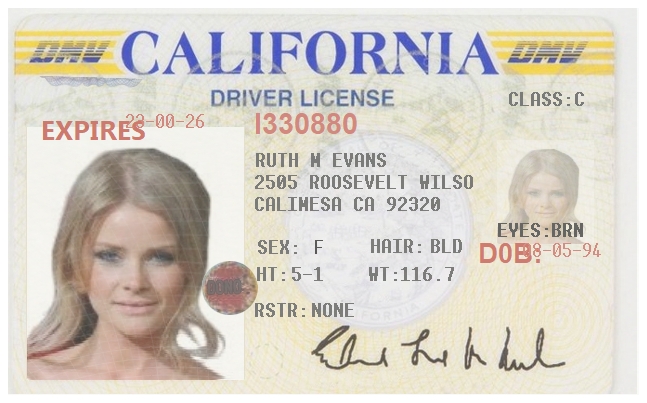 DMV CALIFORNIA DMV
DRIVER LICENSE
CLASS:C
EXPIRES 28-00-26
I330880
RUTH M EVANS
2505 ROOSEVELT WILSO
CALIMESA CA 92320
EYES:BRN
SEX: F HAIR: BLD
DOB: 08-05-94
HT:5-1 WT:116.7
RSTR: NONE